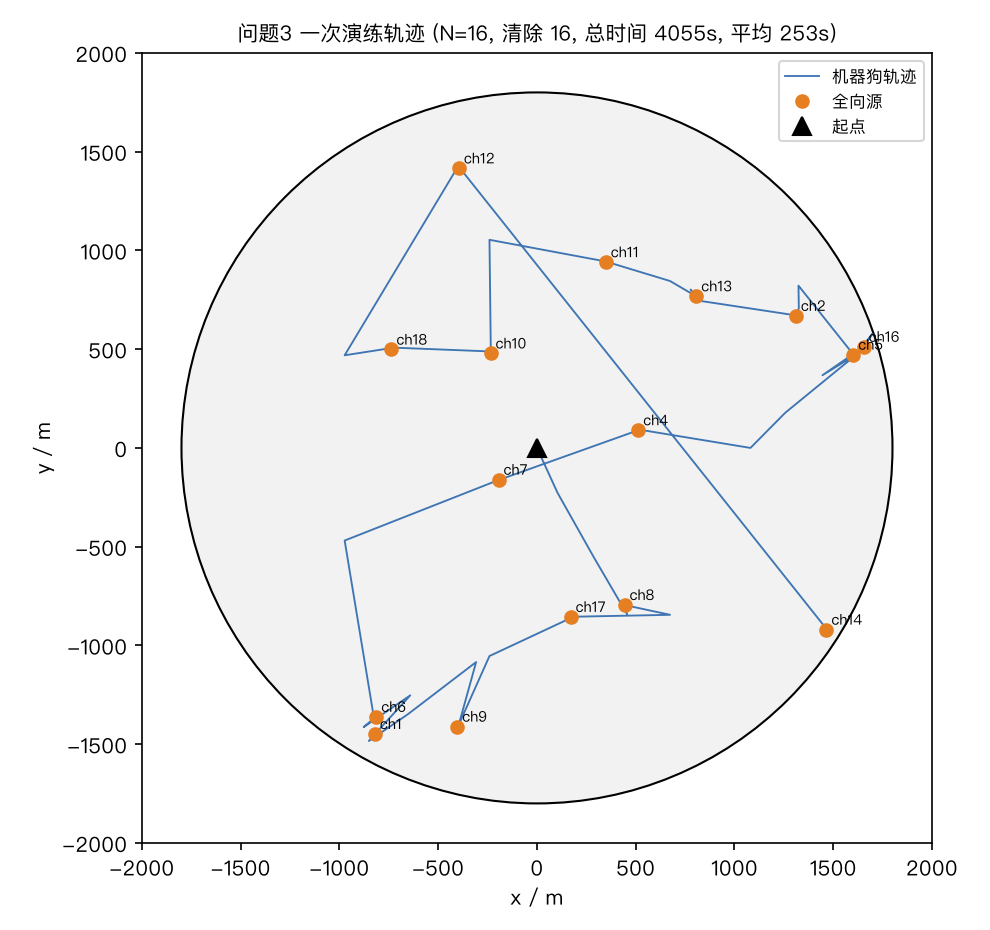 问题3 一次演练轨迹 (N=16, 清除 16, 总时间 4055s, 平均 253s)
机器狗轨迹
全向源
起点
2000
1500
1000
500
0
−500
−1000
−1500
−2000
y / m
ch12
ch11
ch13
ch2
ch16
ch5
ch18
ch10
ch4
ch7
ch8
ch17
ch14
ch6
ch1
ch9
−2000
−1500
−1000
−500
0
500
1000
1500
2000
x / m